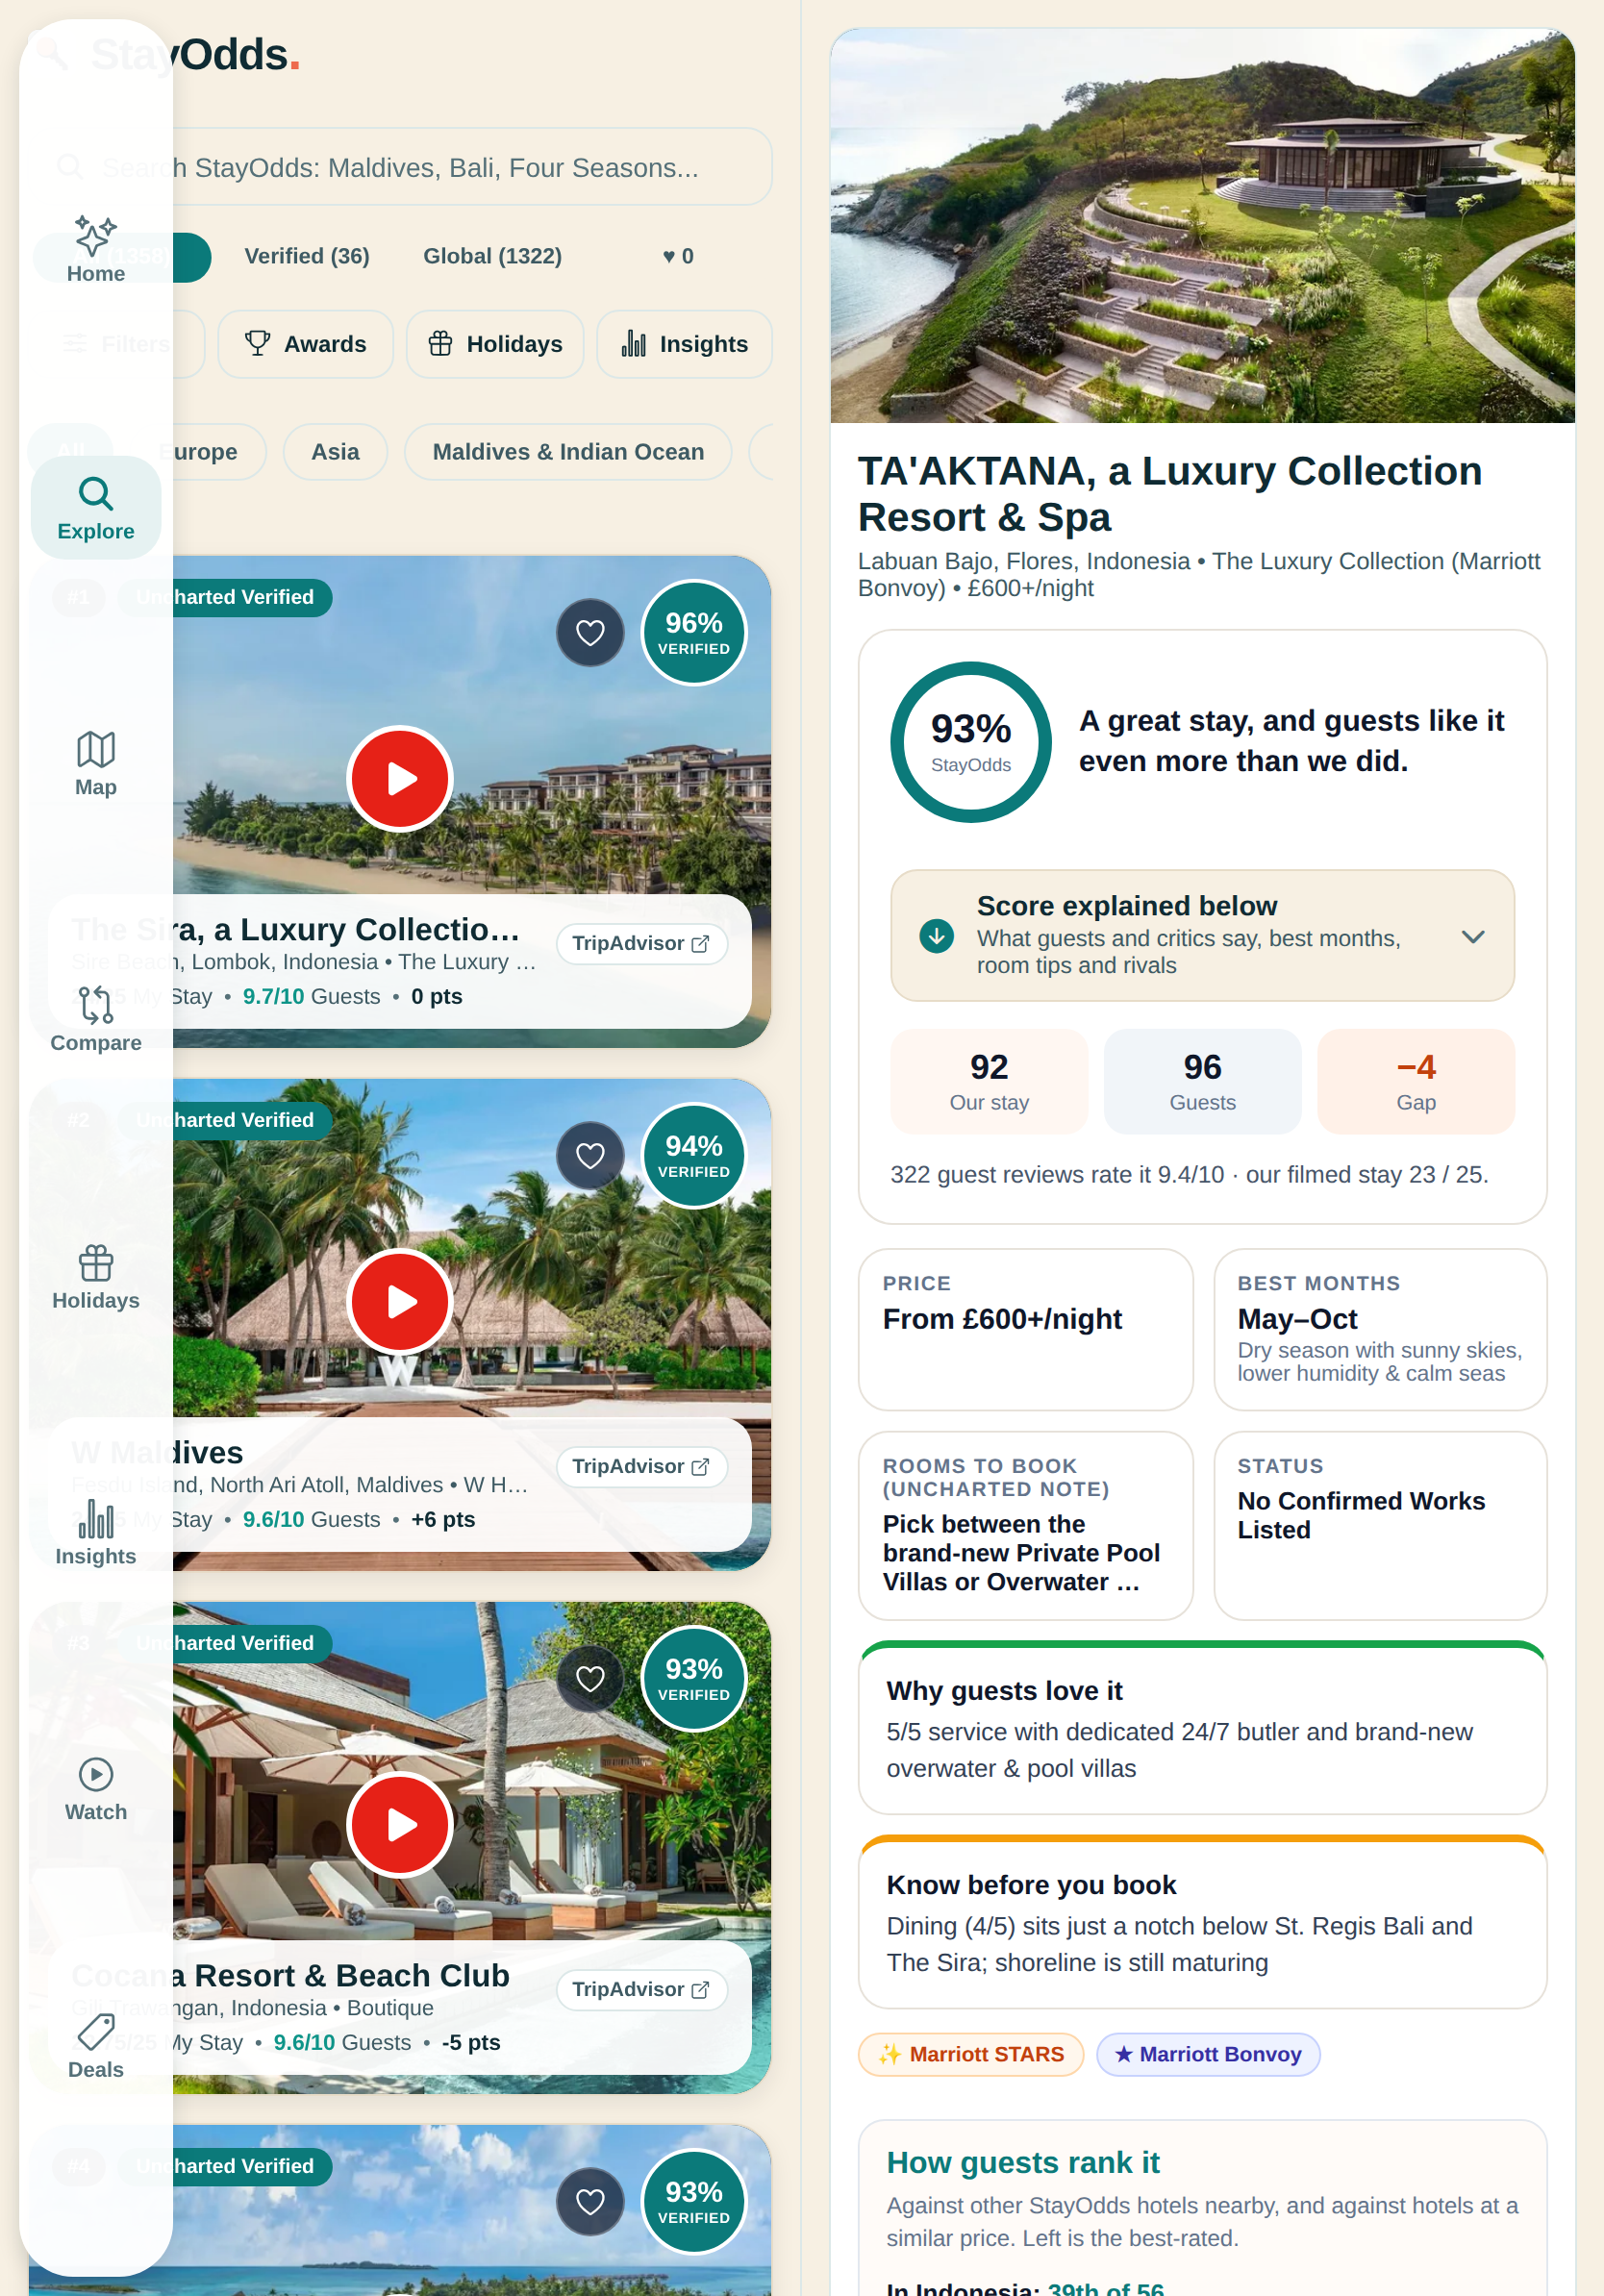 StayOdds.
Search StayOdds: Maldives, Bali, Four Seasons...
All (1358)
Verified (36)
Global (1322)
♥ 0
Filters
Awards
Holidays
Insights
All
Europe
Asia
Maldives & Indian Ocean
Home
Explore
Map
Compare
Holidays
Insights
Watch
Deals
#1
Uncharted Verified
96%
VERIFIED
The Sira, a Luxury Collectio…
TripAdvisor
Sire Beach, Lombok, Indonesia • The Luxury …
My Stay • 9.7/10 Guests • 0 pts
#2
Uncharted Verified
94%
VERIFIED
W
W Maldives
TripAdvisor
Fesdu Island, North Ari Atoll, Maldives • W H…
My Stay • 9.6/10 Guests • +6 pts
#3
Uncharted Verified
93%
VERIFIED
Cocana Resort & Beach Club
TripAdvisor
Gili Trawangan, Indonesia • Boutique
My Stay • 9.6/10 Guests • -5 pts
#4
Uncharted Verified
93%
VERIFIED
TA'AKTANA, a Luxury Collection
Resort & Spa
Labuan Bajo, Flores, Indonesia • The Luxury Collection (Marriott
Bonvoy) • £600+/night
93%
StayOdds
A great stay, and guests like it
even more than we did.
Score explained below
What guests and critics say, best months,
room tips and rivals
92
Our stay
96
Guests
−4
Gap
322 guest reviews rate it 9.4/10 · our filmed stay 23 / 25.
PRICE
From £600+/night
BEST MONTHS
May–Oct
Dry season with sunny skies,
lower humidity & calm seas
ROOMS TO BOOK
(UNCHARTED NOTE)
Pick between the
brand-new Private Pool
Villas or Overwater …
STATUS
No Confirmed Works
Listed
Why guests love it
5/5 service with dedicated 24/7 butler and brand-new
overwater & pool villas
Know before you book
Dining (4/5) sits just a notch below St. Regis Bali and
The Sira; shoreline is still maturing
✨ Marriott STARS
★ Marriott Bonvoy
How guests rank it
Against other StayOdds hotels nearby, and against hotels at a
similar price. Left is the best-rated.
In Indonesia: 39th of 56